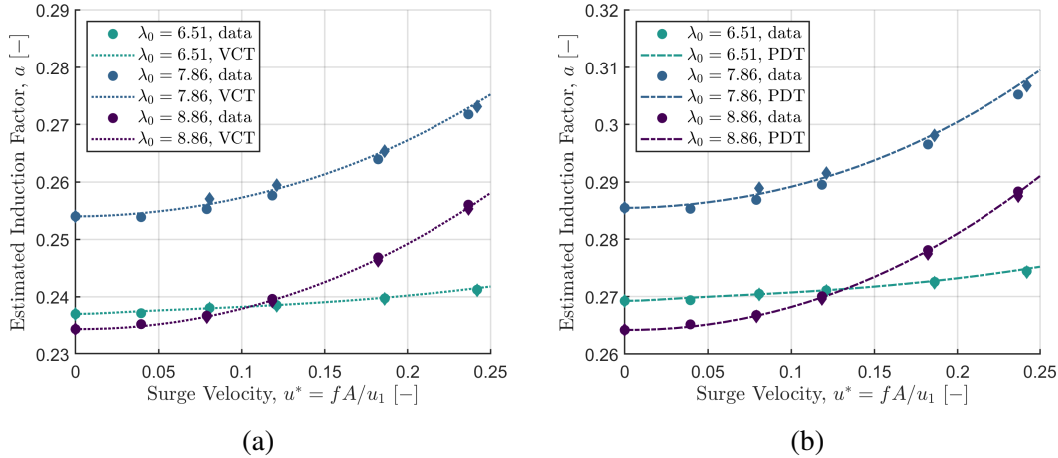 0.29
0.28
0.27
0.26
0.25
0.24
0.23
Estimated Induction Factor, a [−]
λ₀ = 6.51, data
λ₀ = 6.51, VCT
λ₀ = 7.86, data
λ₀ = 7.86, VCT
λ₀ = 8.86, data
λ₀ = 8.86, VCT
0 0.05 0.1 0.15 0.2 0.25
Surge Velocity, u* = fA/u₁ [−]
(a)
0.32
0.31
0.3
0.29
0.28
0.27
0.26
Estimated Induction Factor, a [−]
λ₀ = 6.51, data
λ₀ = 6.51, PDT
λ₀ = 7.86, data
λ₀ = 7.86, PDT
λ₀ = 8.86, data
λ₀ = 8.86, PDT
0 0.05 0.1 0.15 0.2 0.25
Surge Velocity, u* = fA/u₁ [−]
(b)